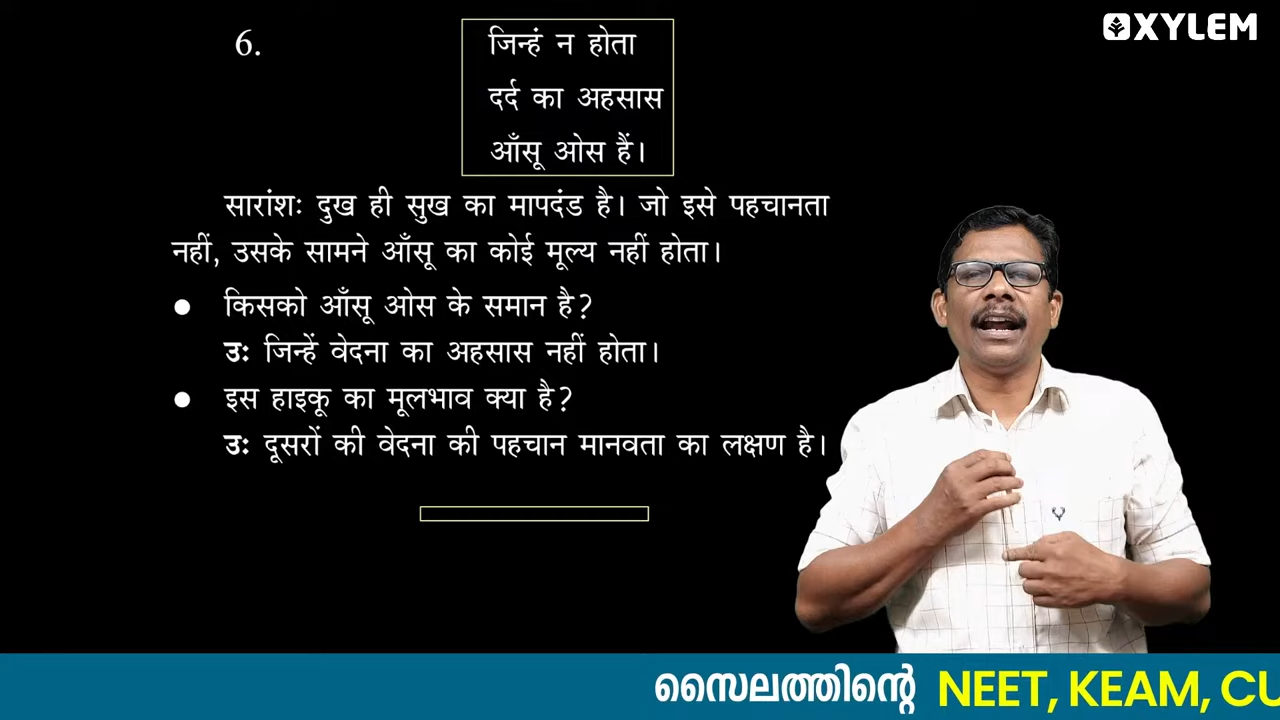 OXYLEM
6.
जिन्हं न होता
दर्द का अहसास
आँसू ओस हैं।
सारांशः दुख ही सुख का मापदंड है। जो इसे पहचानता
नहीं, उसके सामने आँसू का कोई मूल्य नहीं होता।
● किसको आँसू ओस के समान है?
उः जिन्हें वेदना का अहसास नहीं होता।
● इस हाइकू का मूलभाव क्या है?
उः दूसरों की वेदना की पहचान मानवता का लक्षण है।
സൈലത്തിന്റെ NEET, KEAM, CU